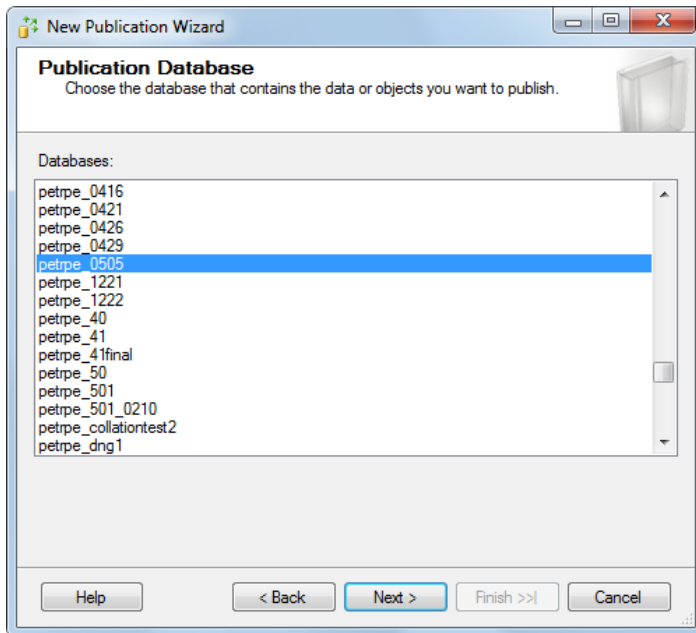 New Publication Wizard
Publication Database
Choose the database that contains the data or objects you want to publish.
Databases:
petrpe_0416
petrpe_0421
petrpe_0426
petrpe_0429
petrpe_0505
petrpe_1221
petrpe_1222
petrpe_40
petrpe_41
petrpe_41final
petrpe_50
petrpe_501
petrpe_501_0210
petrpe_collationtest2
petrpe_dng1
Help
< Back
Next >
Finish >>|
Cancel